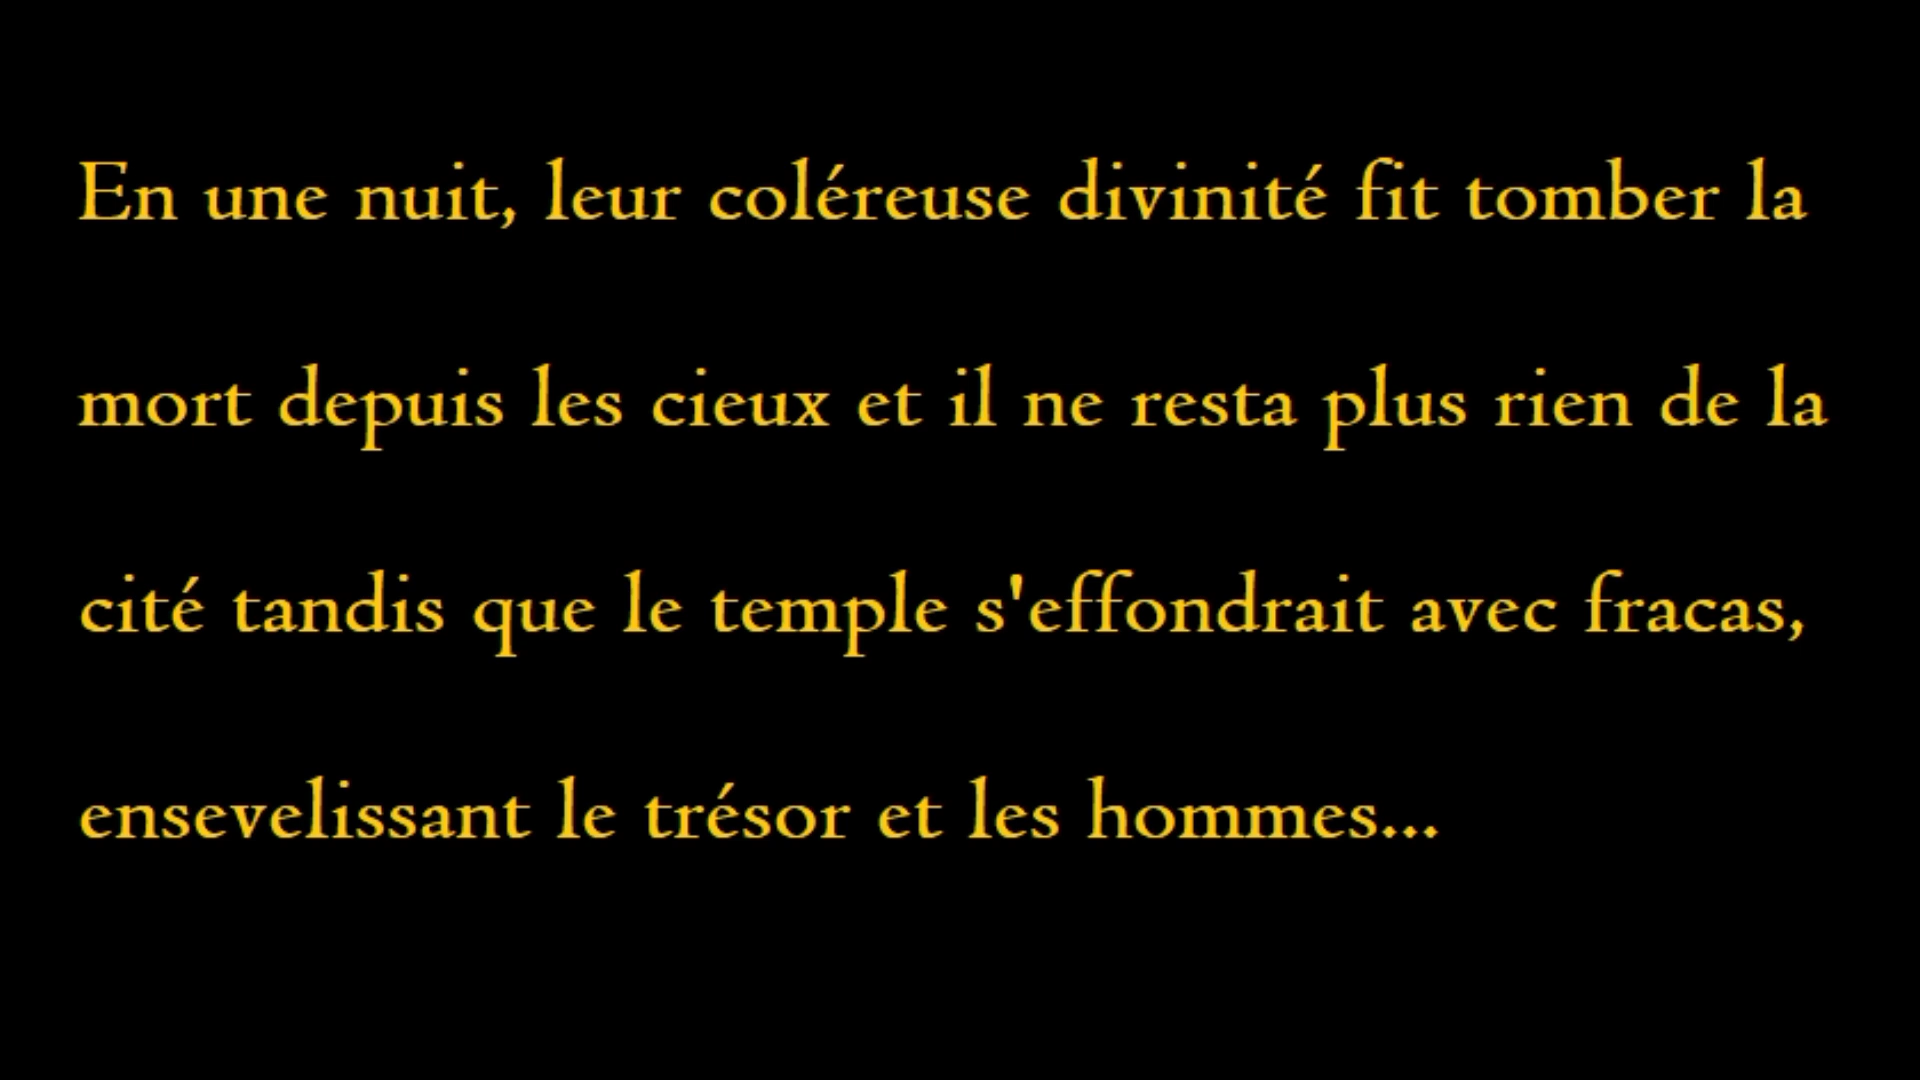 En une nuit, leur coléreuse divinité fit tomber la
mort depuis les cieux et il ne resta plus rien de la
cité tandis que le temple s'effondrait avec fracas,
ensevelissant le trésor et les hommes...